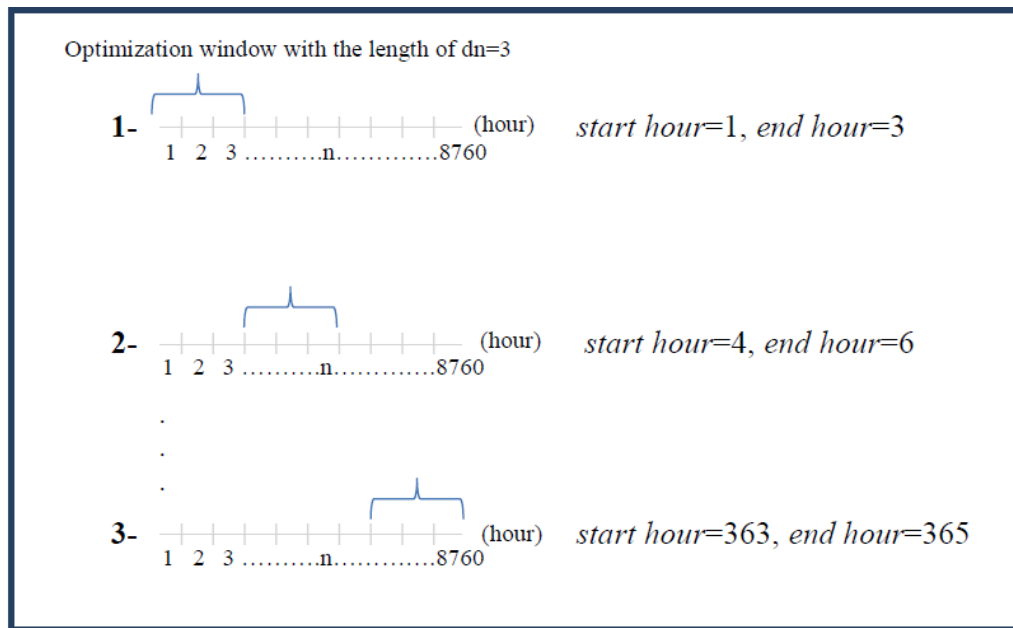 Optimization window with the length of dn=3
1- (hour) start hour=1, end hour=3
1 2 3 ..........n.............8760
2- (hour) start hour=4, end hour=6
1 2 3 ..........n.............8760
.
.
.
3- (hour) start hour=363, end hour=365
1 2 3 ..........n.............8760